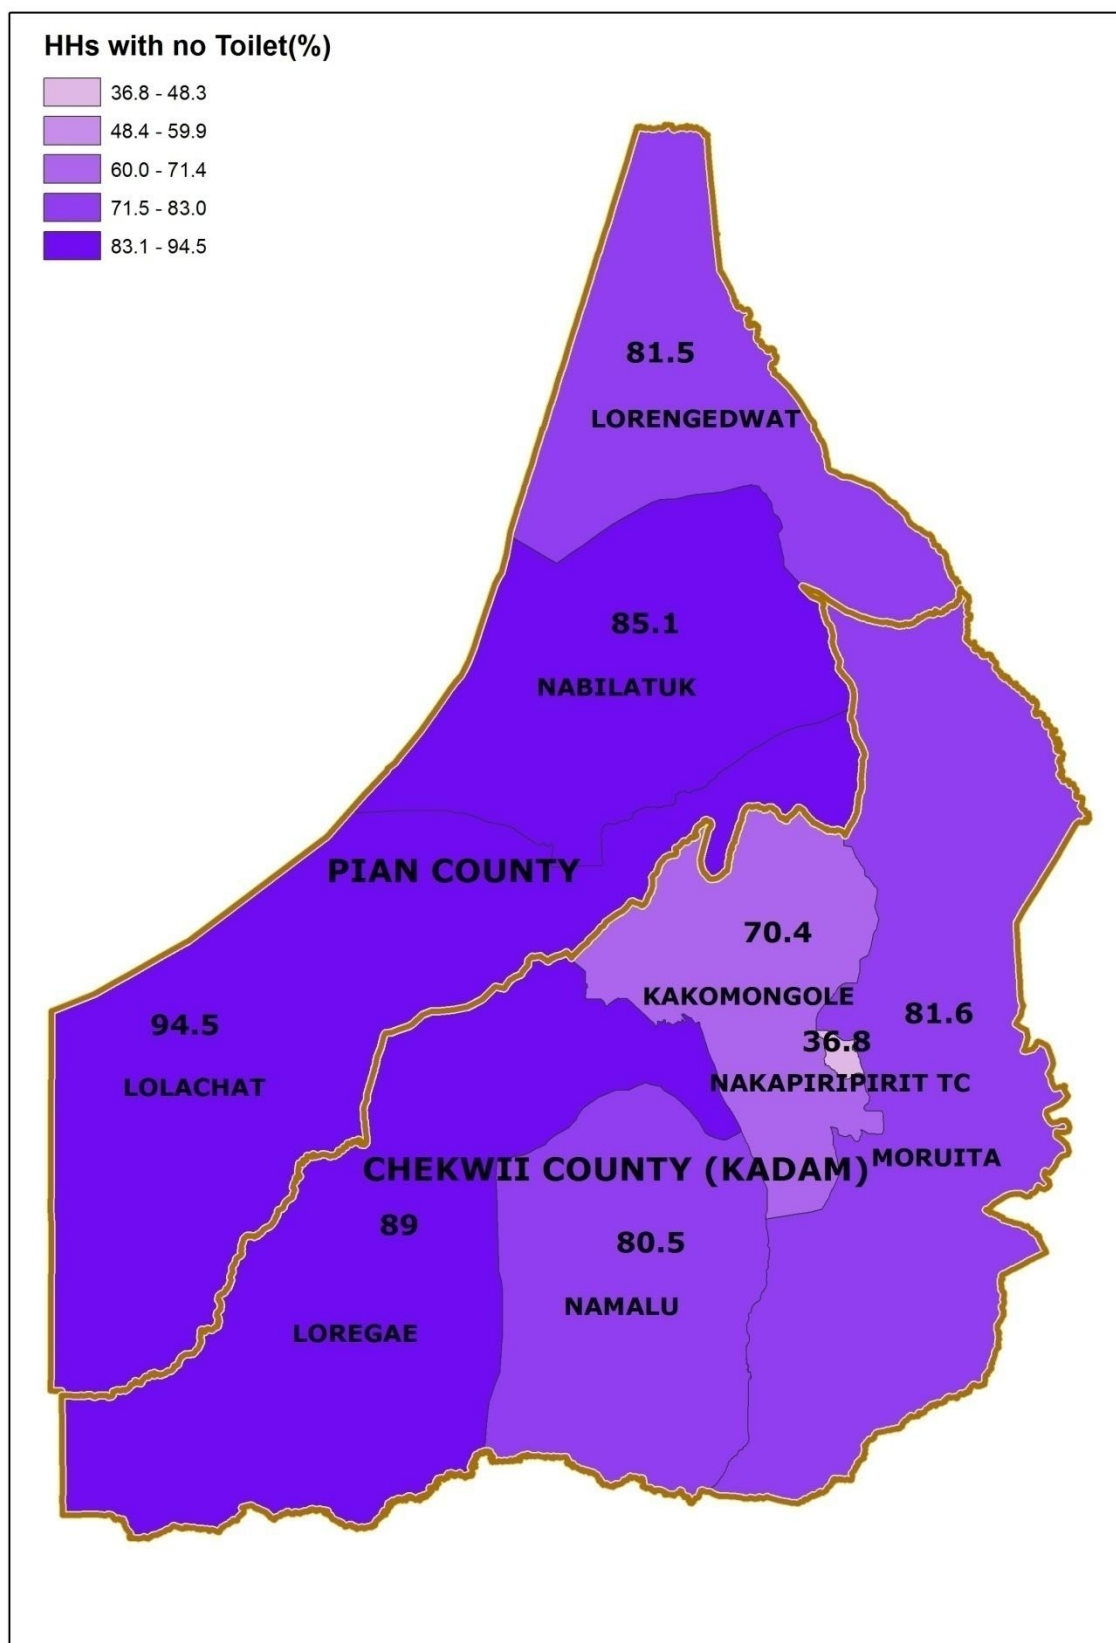 HHs with no Toilet(%)
36.8 - 48.3
48.4 - 59.9
60.0 - 71.4
71.5 - 83.0
83.1 - 94.5
81.5
LORENGEDWAT
85.1
NABILATUK
PIAN COUNTY
70.4
KAKOMONGOLE
94.5
LOLACHAT
81.6
36.8
NAKAPIRIPIRIT TC
MORUITA
CHEKWII COUNTY (KADAM)
89
LOREGAE
80.5
NAMALU